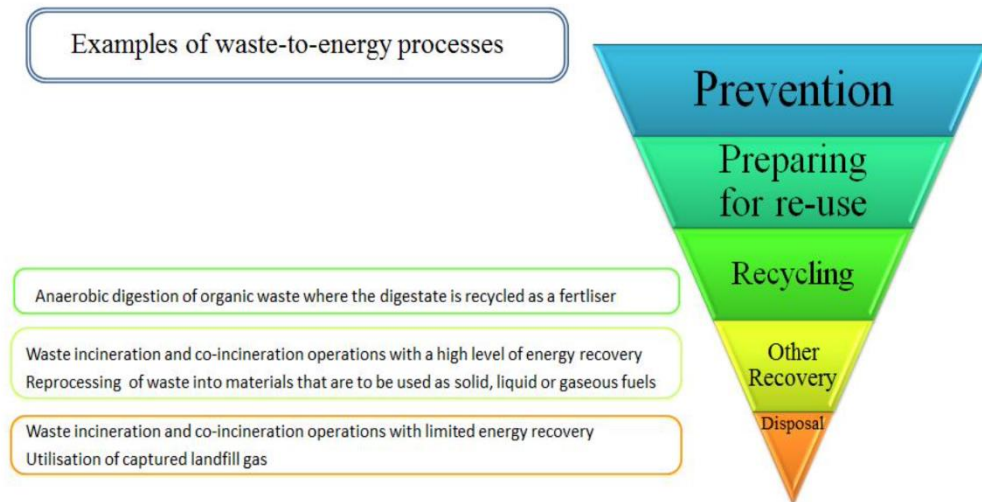 Examples of waste-to-energy processes
Prevention
Preparing
for re-use
Recycling
Anaerobic digestion of organic waste where the digestate is recycled as a fertliser
Other
Recovery
Waste incineration and co-incineration operations with a high level of energy recovery
Reprocessing of waste into materials that are to be used as solid, liquid or gaseous fuels
Disposal
Waste incineration and co-incineration operations with limited energy recovery
Utilisation of captured landfill gas